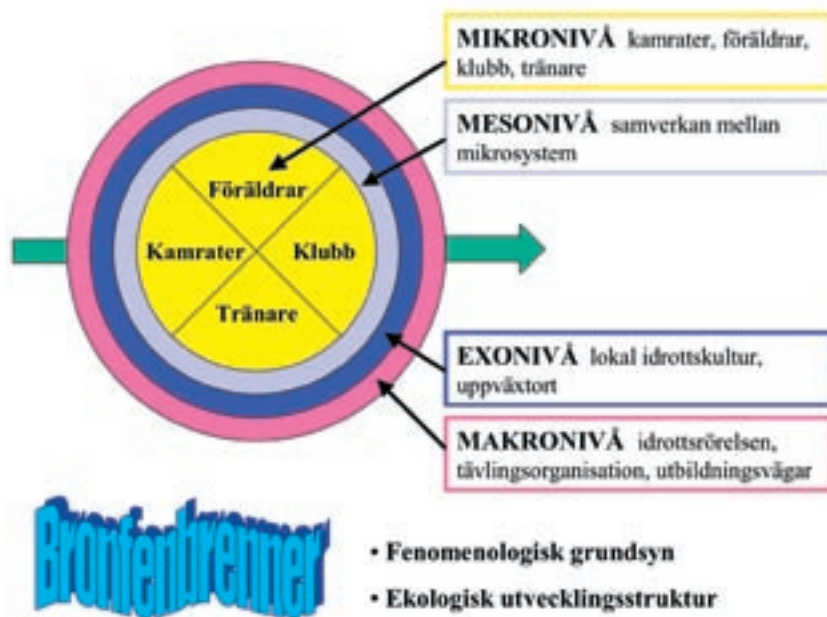 MIKRONIVÅ kamrater, föräldrar,
klubb, tränare
MESONIVÅ samverkan mellan
mikrosystem
Föräldrar
Kamrater
Klubb
Tränare
EXONIVÅ lokal idrottskultur,
uppväxtort
MAKRONIVÅ idrottsrörelsen,
tävlingsorganisation, utbildningsvägar
Bronfenbrenner
• Fenomenologisk grundsyn
• Ekologisk utvecklingsstruktur